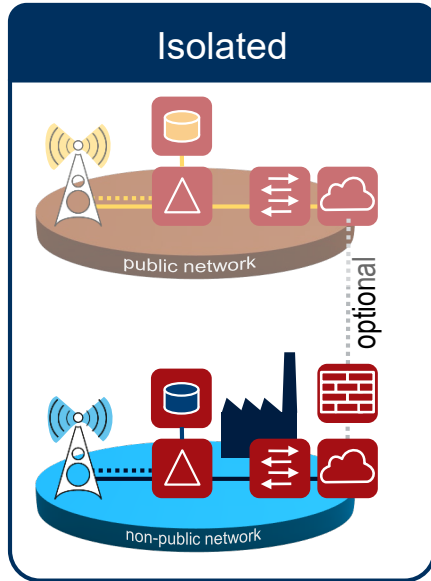 Isolated
public network
optional
non-public network